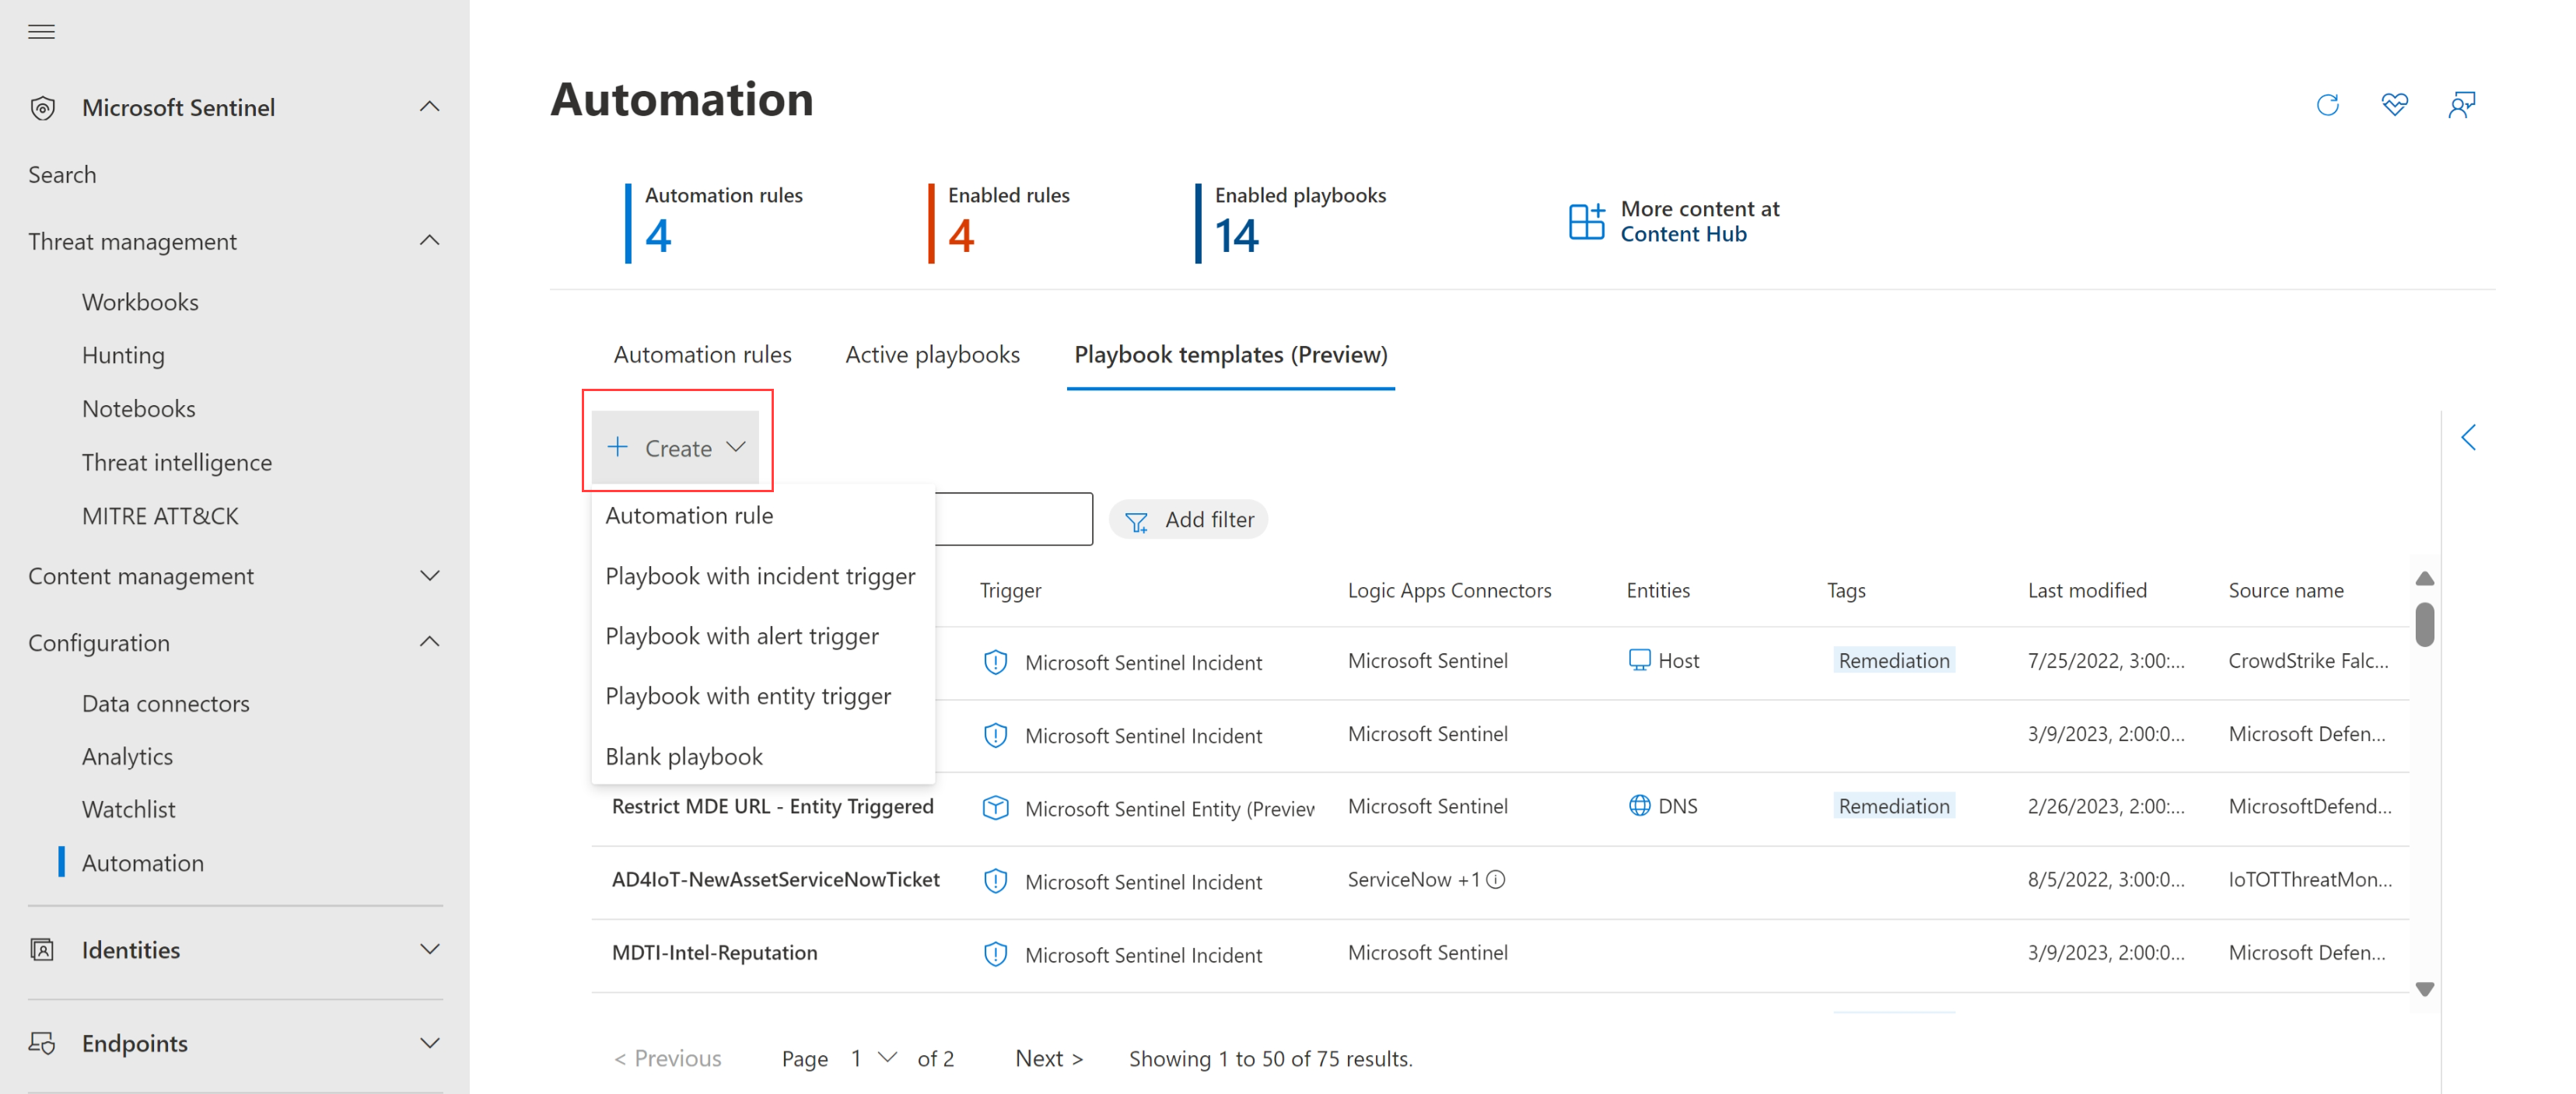 Microsoft Sentinel
Search
Threat management
Workbooks
Hunting
Notebooks
Threat intelligence
MITRE ATT&CK
Content management
Configuration
Data connectors
Analytics
Watchlist
Automation
Identities
Endpoints
Automation
Automation rules
4
Enabled rules
4
Enabled playbooks
14
More content at
Content Hub
Automation rules Active playbooks Playbook templates (Preview)
+ Create
Add filter
Automation rule
Playbook with incident trigger
Playbook with alert trigger
Playbook with entity trigger
Blank playbook
Trigger Logic Apps Connectors Entities Tags Last modified Source name
Microsoft Sentinel Incident Microsoft Sentinel Host Remediation 7/25/2022, 3:00:... CrowdStrike Falc...
Microsoft Sentinel Incident Microsoft Sentinel 3/9/2023, 2:00:0... Microsoft Defen...
Restrict MDE URL - Entity Triggered Microsoft Sentinel Entity (Preview Microsoft Sentinel DNS Remediation 2/26/2023, 2:00:... MicrosoftDefend...
AD4IoT-NewAssetServiceNowTicket Microsoft Sentinel Incident ServiceNow +1 8/5/2022, 3:00:0... IoTOTThreatMon...
MDTI-Intel-Reputation Microsoft Sentinel Incident Microsoft Sentinel 3/9/2023, 2:00:0... Microsoft Defen...
< Previous Page 1 of 2 Next > Showing 1 to 50 of 75 results.